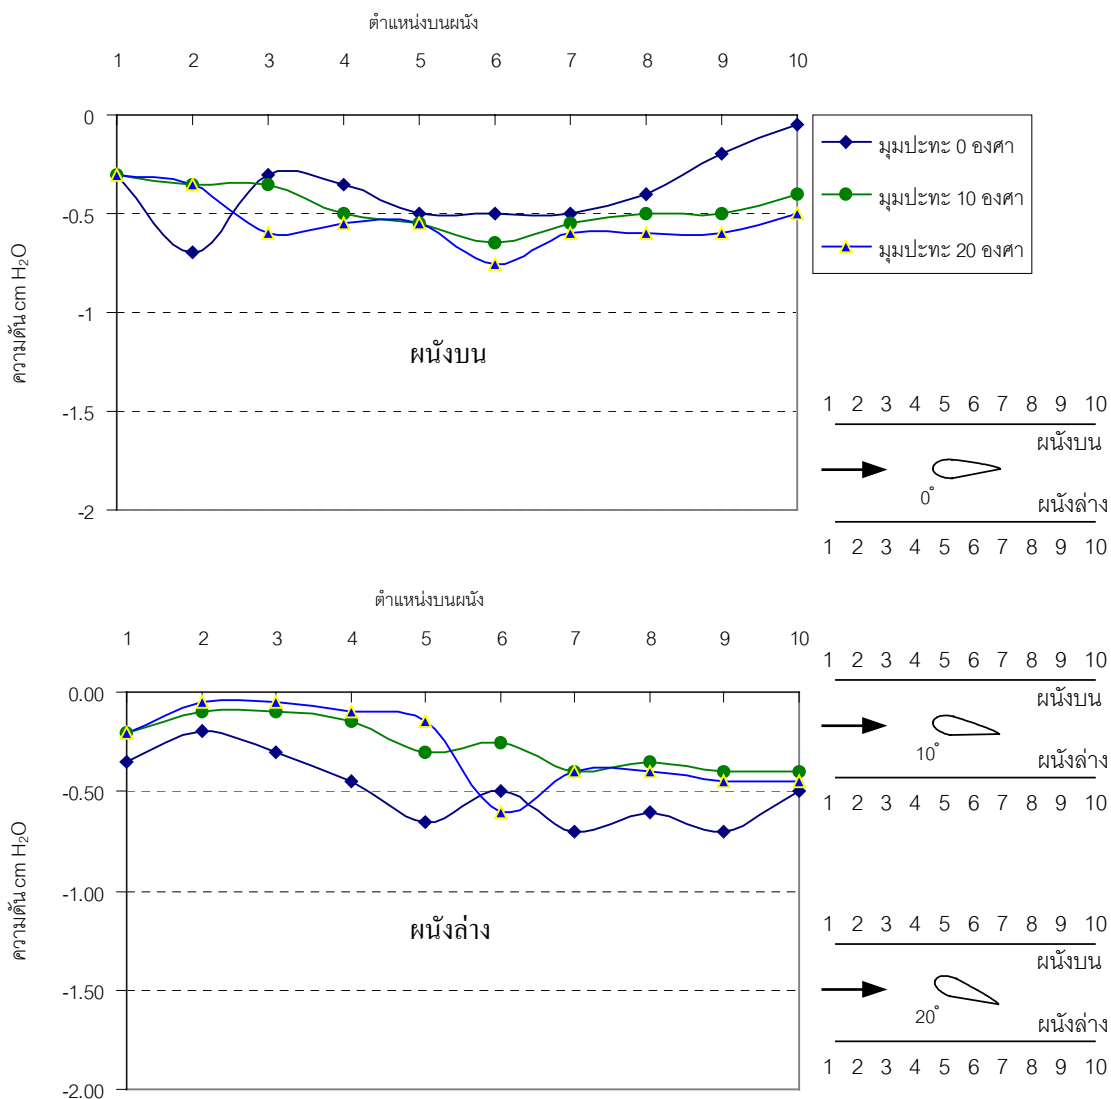 ตำแหน่งบนผนัง
1 2 3 4 5 6 7 8 9 10
0
-0.5
-1
-1.5
-2
ความดัน cm H₂O
ผนังบน
มุมปะทะ 0 องศา
มุมปะทะ 10 องศา
มุมปะทะ 20 องศา
1 2 3 4 5 6 7 8 9 10
ผนังบน
0°
ผนังล่าง
1 2 3 4 5 6 7 8 9 10
ตำแหน่งบนผนัง
1 2 3 4 5 6 7 8 9 10
0.00
-0.50
-1.00
-1.50
-2.00
ความดัน cm H₂O
ผนังล่าง
1 2 3 4 5 6 7 8 9 10
ผนังบน
10°
ผนังล่าง
1 2 3 4 5 6 7 8 9 10
1 2 3 4 5 6 7 8 9 10
ผนังบน
20°
ผนังล่าง
1 2 3 4 5 6 7 8 9 10